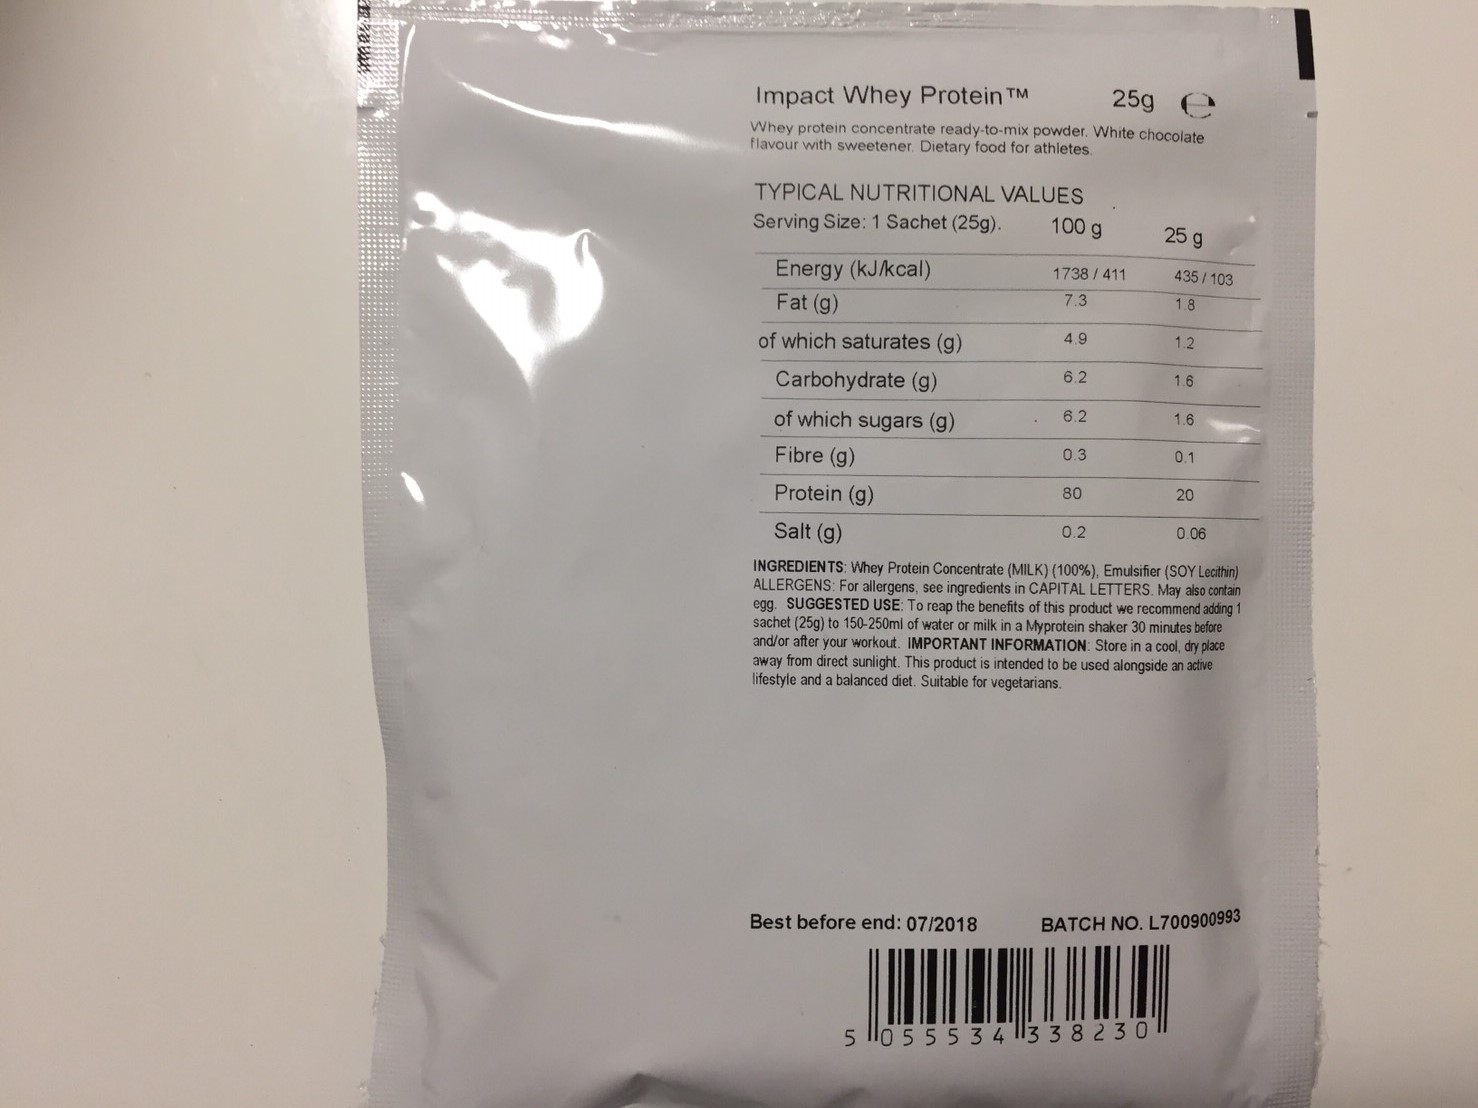 Impact Whey Protein™ 25g ℮
Whey protein concentrate ready-to-mix powder. White chocolate
flavour with sweetener. Dietary food for athletes.
TYPICAL NUTRITIONAL VALUES
Serving Size: 1 Sachet (25g). 100 g 25 g
Energy (kJ/kcal) 1738 / 411 435 / 103
Fat (g) 7.3 1.8
of which saturates (g) 4.9 1.2
Carbohydrate (g) 6.2 1.6
of which sugars (g) 6.2 1.6
Fibre (g) 0.3 0.1
Protein (g) 80 20
Salt (g) 0.2 0.06
INGREDIENTS: Whey Protein Concentrate (MILK) (100%), Emulsifier (SOY Lecithin)
ALLERGENS: For allergens, see ingredients in CAPITAL LETTERS. May also contain
egg. SUGGESTED USE: To reap the benefits of this product we recommend adding 1
sachet (25g) to 150-250ml of water or milk in a Myprotein shaker 30 minutes before
and/or after your workout. IMPORTANT INFORMATION: Store in a cool, dry place
away from direct sunlight. This product is intended to be used alongside an active
lifestyle and a balanced diet. Suitable for vegetarians.
Best before end: 07/2018 BATCH NO. L700900993
5 055534 338230